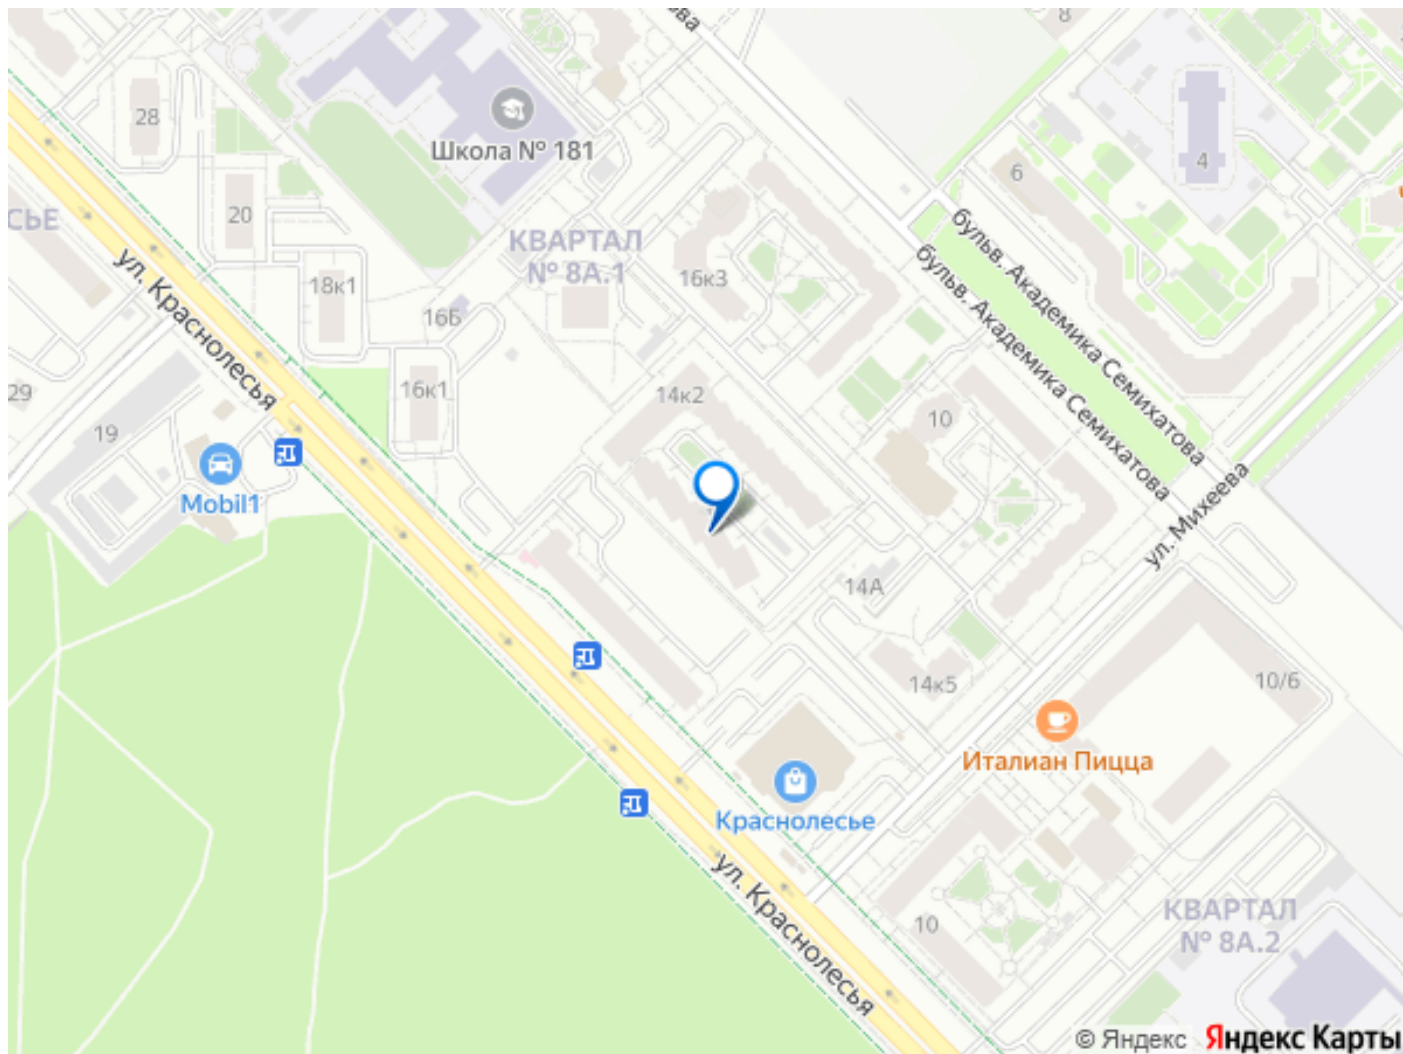 8
28
Школа № 181
6
4
20
СЬЕ
КВАРТАЛ
№ 8А.1
бульв. Академика Семихатова
бульв. Академика Семихатова
ул. Краснолесья
18к1
16к3
16Б
29
16к1
14к2
10
19
Mobil1
ул. Михеева
14А
14к5
10/6
Италиан Пицца
Краснолесье
ул. Краснолесья
10
КВАРТАЛ
№ 8А.2
© Яндекс Яндекс Карты